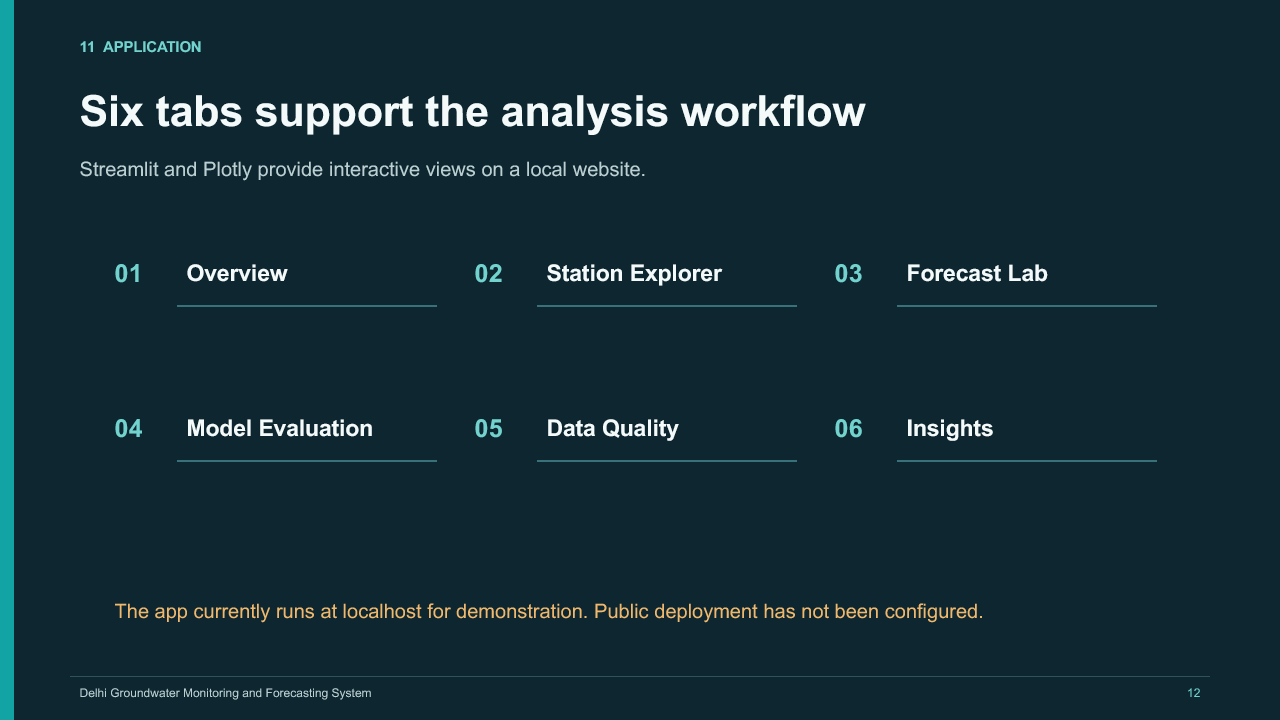 11 APPLICATION
Six tabs support the analysis workflow
Streamlit and Plotly provide interactive views on a local website.
01 Overview
02 Station Explorer
03 Forecast Lab
04 Model Evaluation
05 Data Quality
06 Insights
The app currently runs at localhost for demonstration. Public deployment has not been configured.
Delhi Groundwater Monitoring and Forecasting System
12